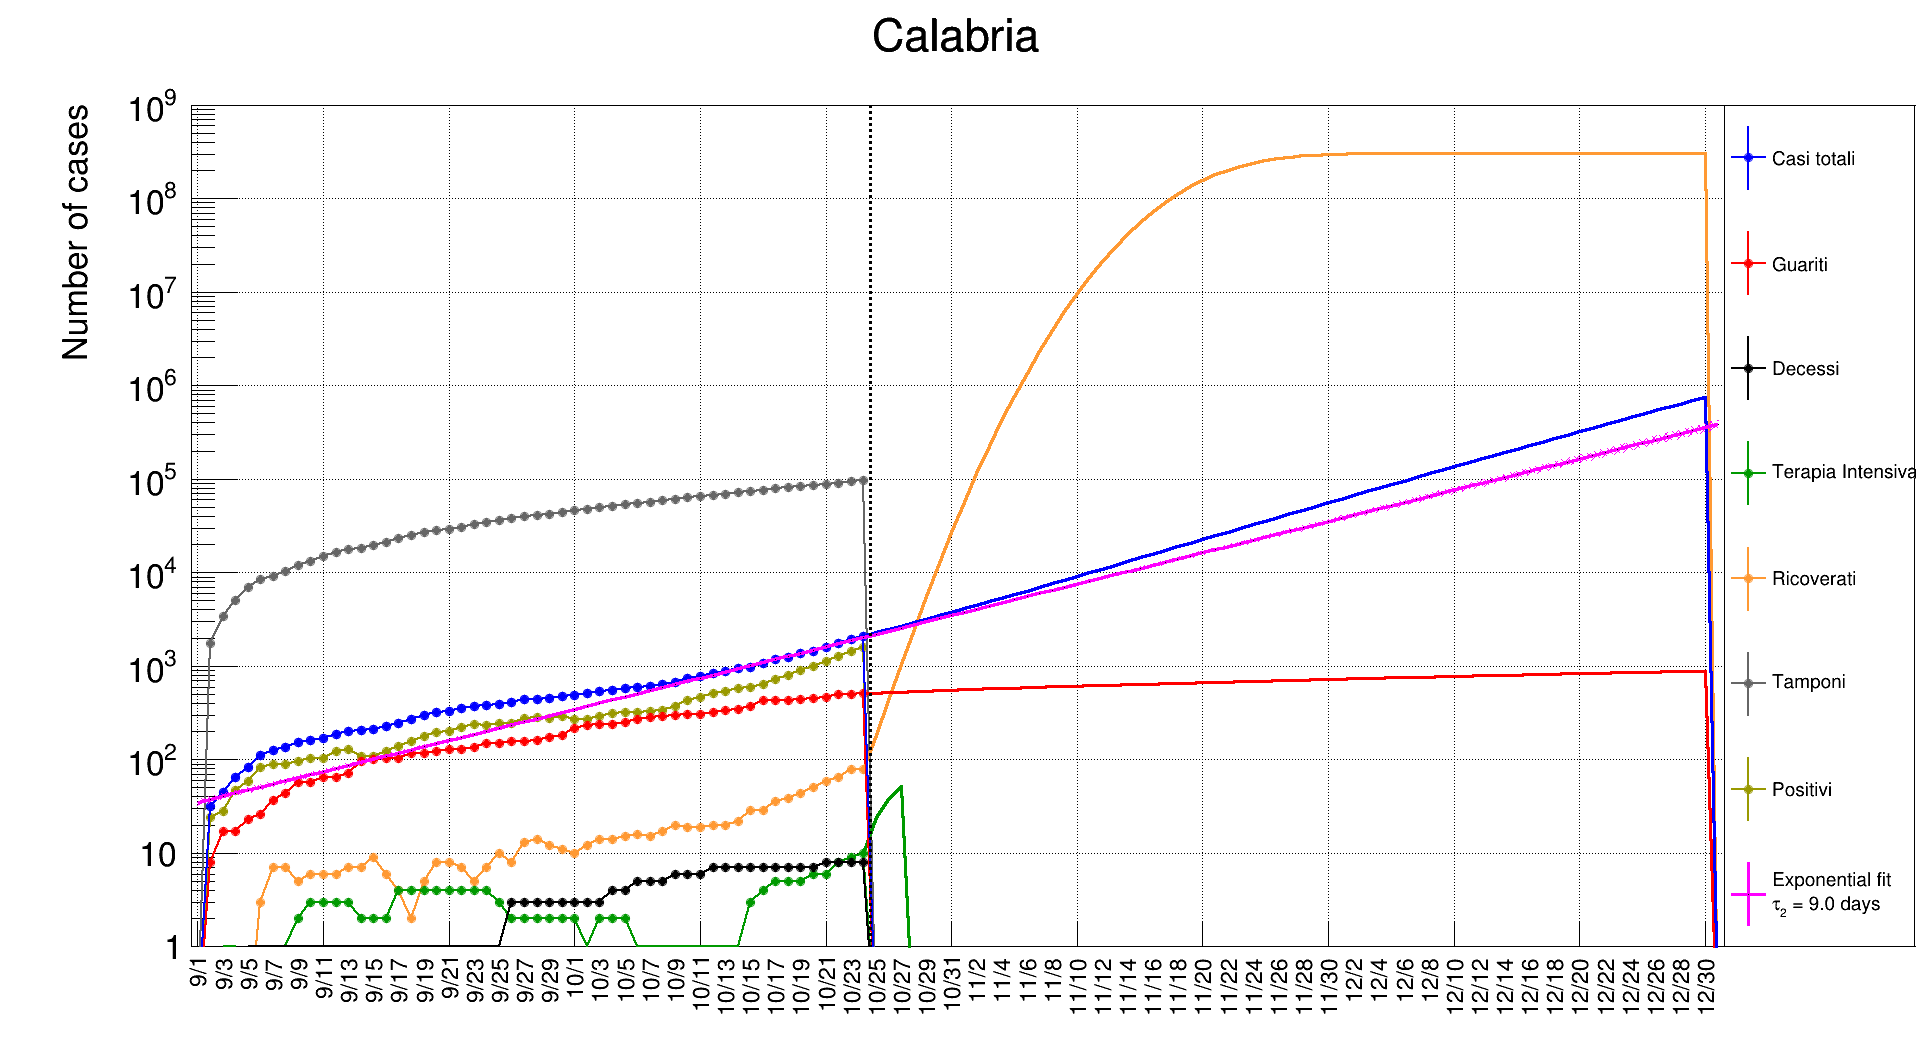 Calabria
Number of cases
10^9
10^8
10^7
10^6
10^5
10^4
10^3
10^2
10
1
9/1 9/3 9/5 9/7 9/9 9/11 9/13 9/15 9/17 9/19 9/21 9/23 9/25 9/27 9/29 10/1 10/3 10/5 10/7 10/9 10/11 10/13 10/15 10/17 10/19 10/21 10/23 10/25 10/27 10/29 10/31 11/2 11/4 11/6 11/8 11/10 11/12 11/14 11/16 11/18 11/20 11/22 11/24 11/26 11/28 11/30 12/2 12/4 12/6 12/8 12/10 12/12 12/14 12/16 12/18 12/20 12/22 12/24 12/26 12/28 12/30
Casi totali
Guariti
Decessi
Terapia Intensiva
Ricoverati
Tamponi
Positivi
Exponential fit
τ_2 = 9.0 days